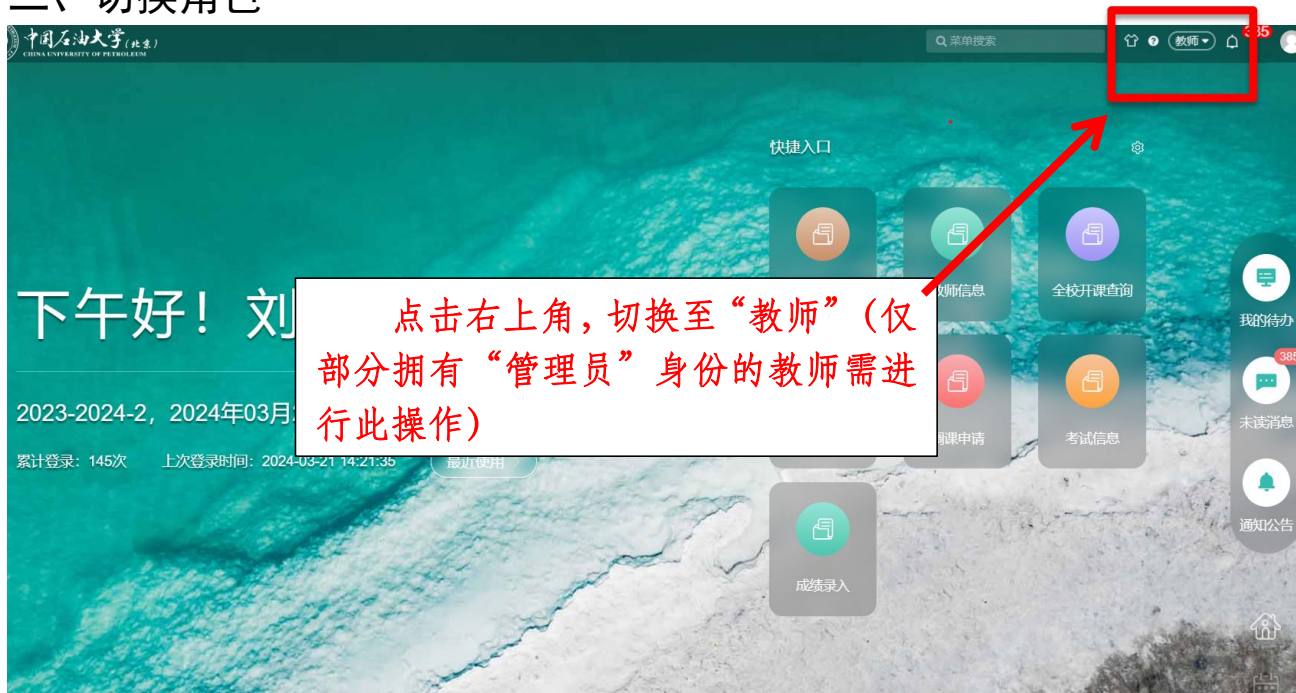 、切换角色
中国石油大学(北京)
CHINA UNIVERSITY OF PETROLEUM
菜单搜索
教师
快捷入口
教师信息
全校开课查询
我的待办
下午好！刘
点击右上角，切换至“教师”（仅
部分拥有“管理员”身份的教师需进
行此操作）
385
未读消息
2023-2024-2，2024年03月
调课申请
考试信息
累计登录：145次
上次登录时间：2024-03-21 14:21:35
最近使用
通知公告
成绩录入